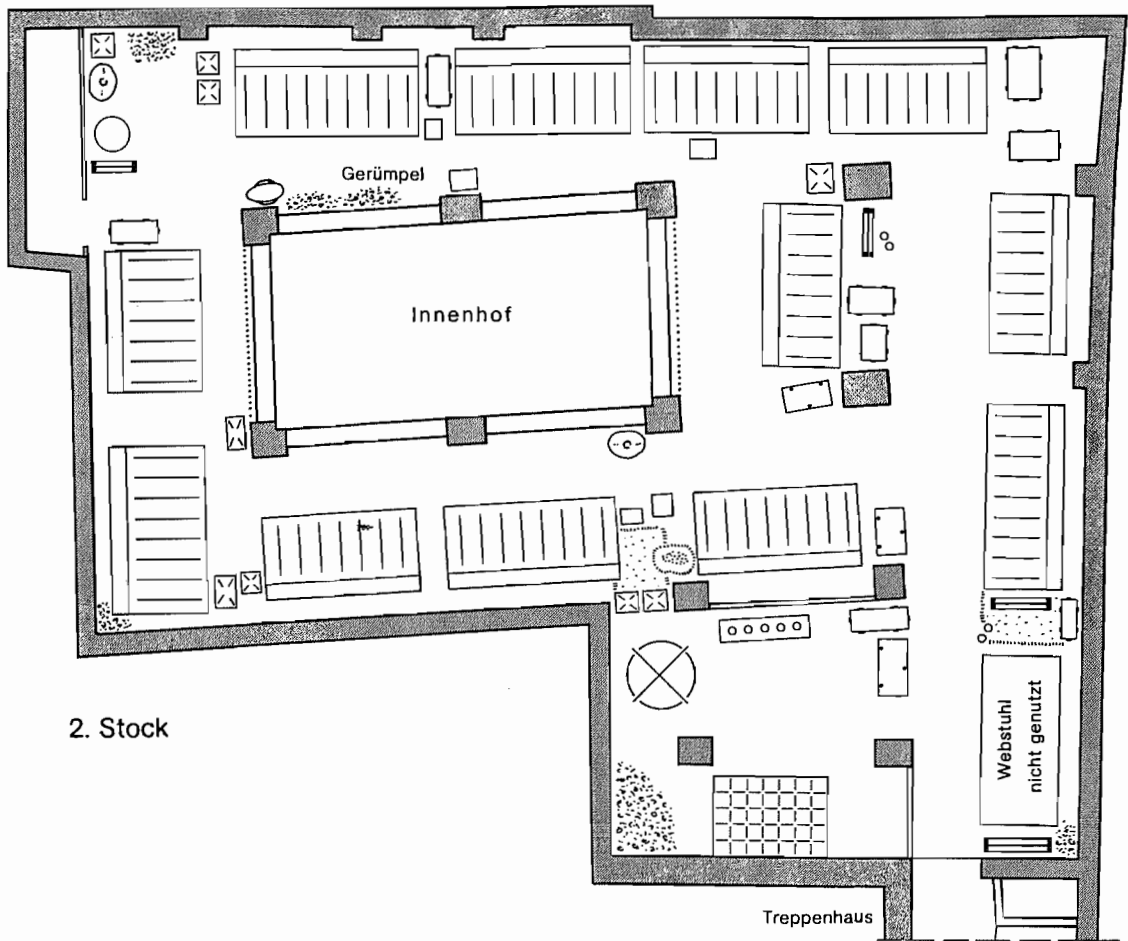 Gerümpel
Innenhof
2. Stock
Webstuhl
nicht genutzt
Treppenhaus